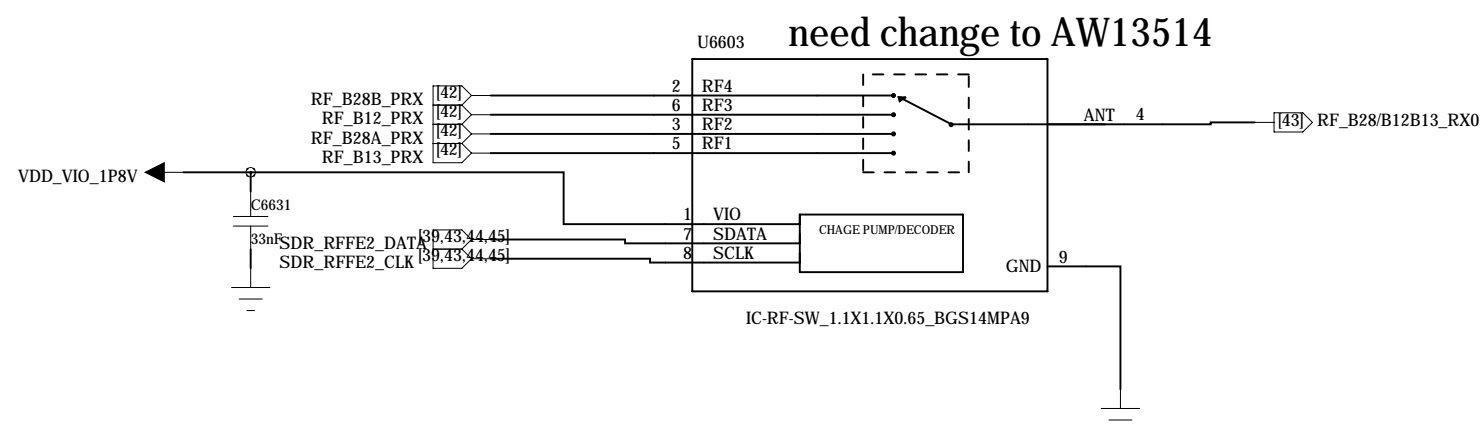 need change to AW13514
U6603
RF_B28B_PRX [42] 2 RF4
RF_B12_PRX [42] 6 RF3
RF_B28A_PRX [42] 3 RF2
RF_B13_PRX [42] 5 RF1
ANT 4 [43] RF_B28/B12B13_RX0
VDD_VIO_1P8V
C6631
33nF
1 VIO
SDR_RFFE2_DATA [39,43,44,45] 7 SDATA
SDR_RFFE2_CLK [39,43,44,45] 8 SCLK
CHAGE PUMP/DECODER
GND 9
IC-RF-SW_1.1X1.1X0.65_BGS14MPA9